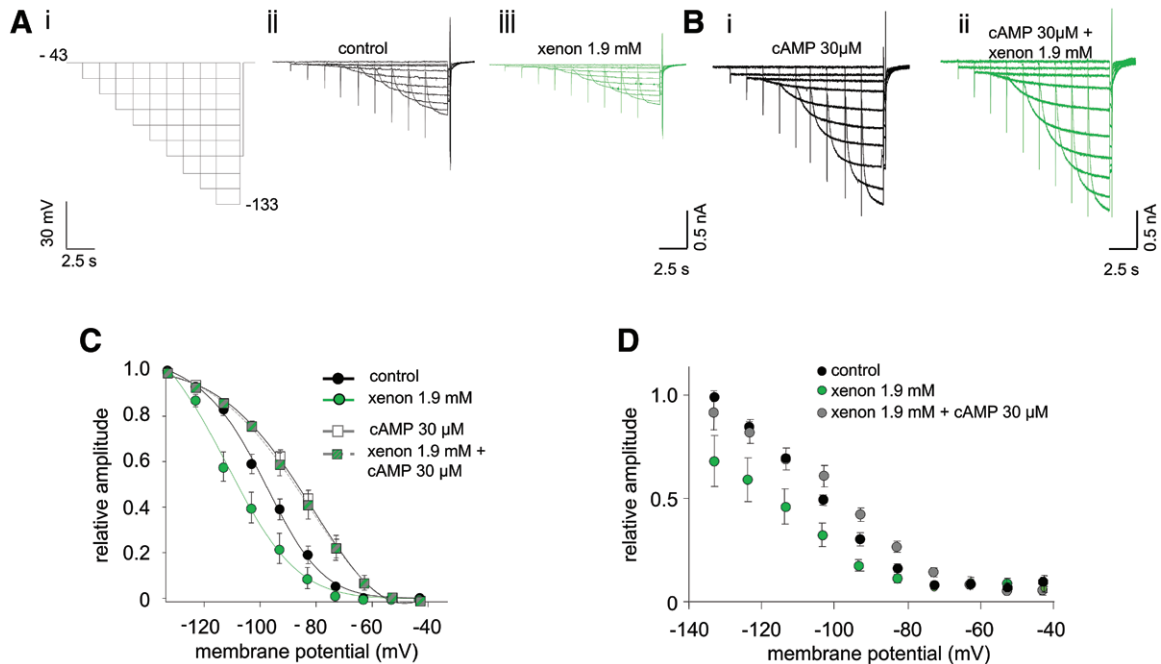 A
i
ii
iii
B
i
ii
- 43
control
xenon 1.9 mM
cAMP 30µM
cAMP 30µM +
xenon 1.9 mM
-133
30 mV
2.5 s
0.5 nA
2.5 s
0.5 nA
2.5 s
C
relative amplitude
1.0
0.8
0.6
0.4
0.2
0
-120
-100
-80
-60
-40
membrane potential (mV)
control
xenon 1.9 mM
cAMP 30 µM
xenon 1.9 mM +
cAMP 30 µM
D
relative amplitude
1.0
0.5
0
-140
-120
-100
-80
-60
-40
membrane potential (mV)
control
xenon 1.9 mM
xenon 1.9 mM + cAMP 30 µM